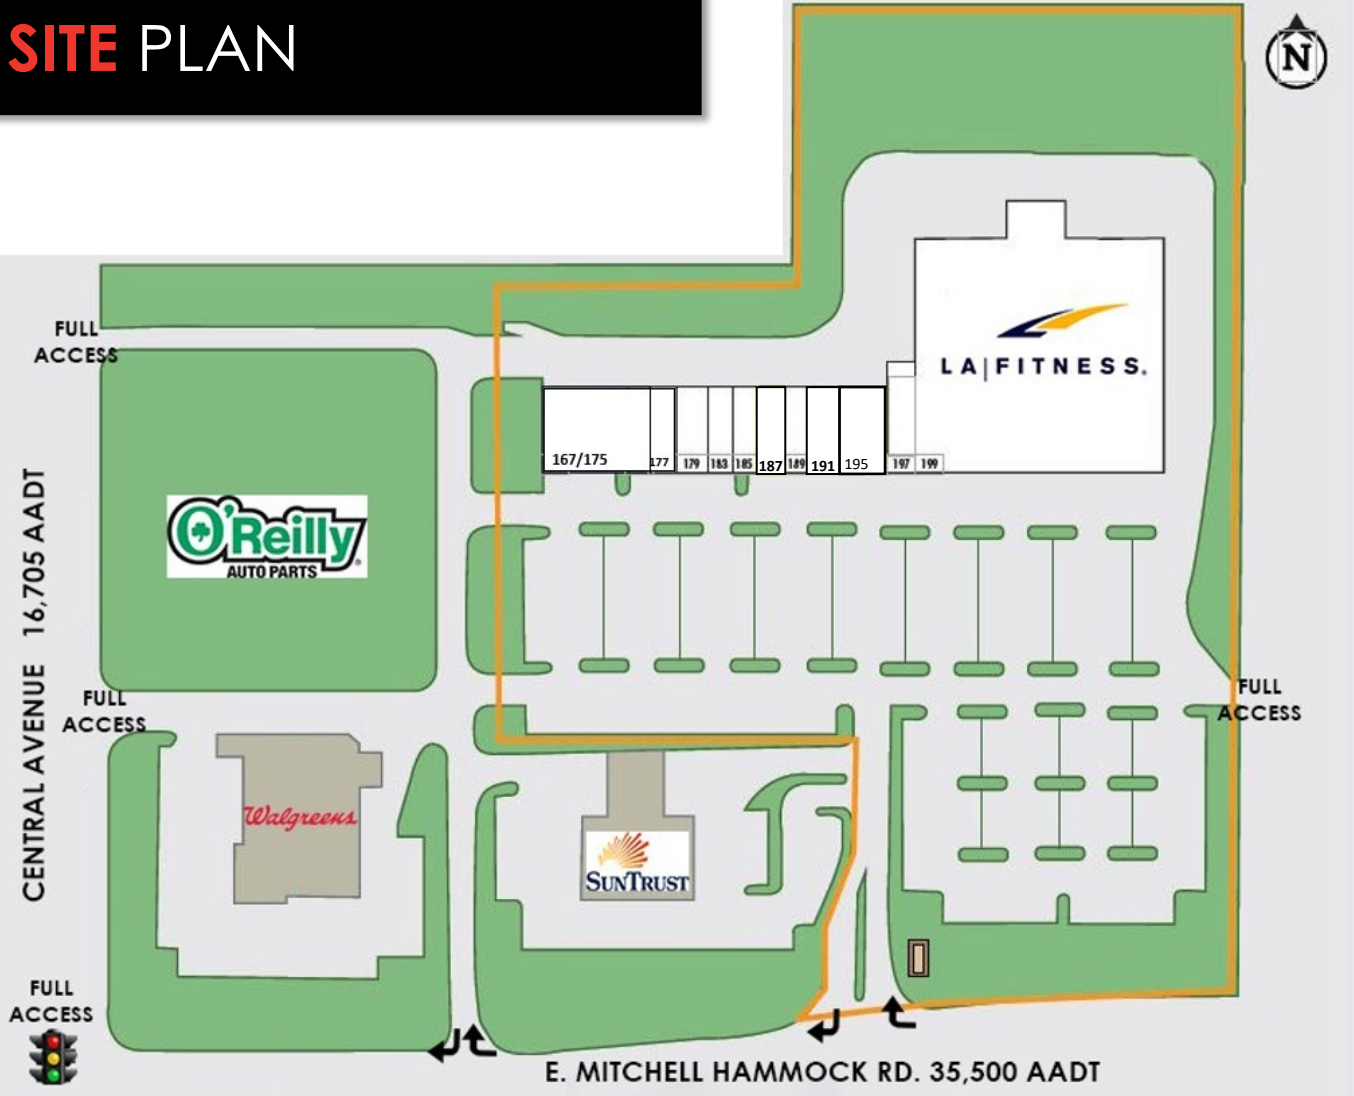 SITE PLAN
N
FULL
ACCESS
LA|FITNESS.
167/175
177
179
183
185
187
189
191
195
197
199
CENTRAL AVENUE 16,705 AADT
O'Reilly
AUTO PARTS
FULL
ACCESS
FULL
ACCESS
Walgreens
SUNTRUST
FULL
ACCESS
E. MITCHELL HAMMOCK RD. 35,500 AADT